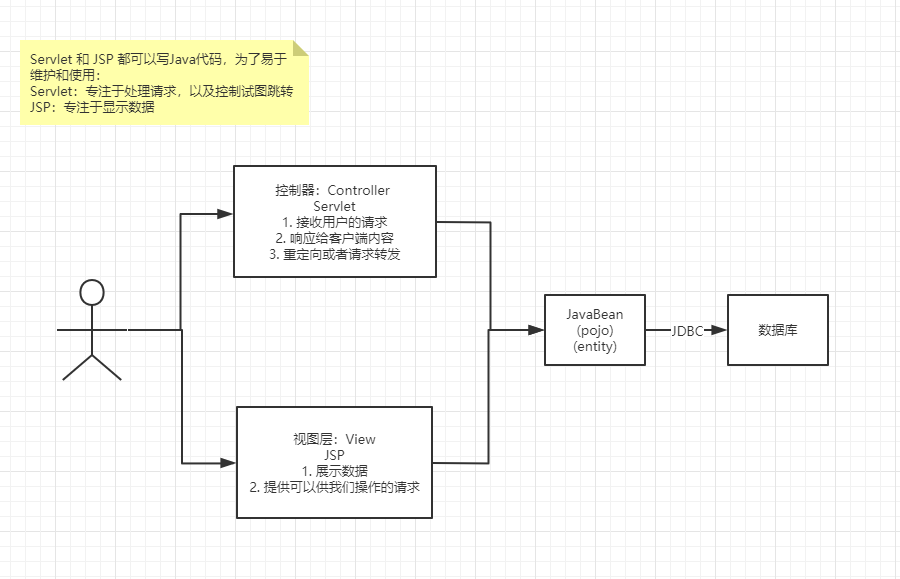 Servlet 和 JSP 都可以写Java代码，为了易于
维护和使用：
Servlet：专注于处理请求，以及控制试图跳转
JSP：专注于显示数据
控制器：Controller
Servlet
1. 接收用户的请求
2. 响应给客户端内容
3. 重定向或者请求转发
JavaBean
(pojo)
(entity)
JDBC
数据库
视图层：View
JSP
1. 展示数据
2. 提供可以供我们操作的请求